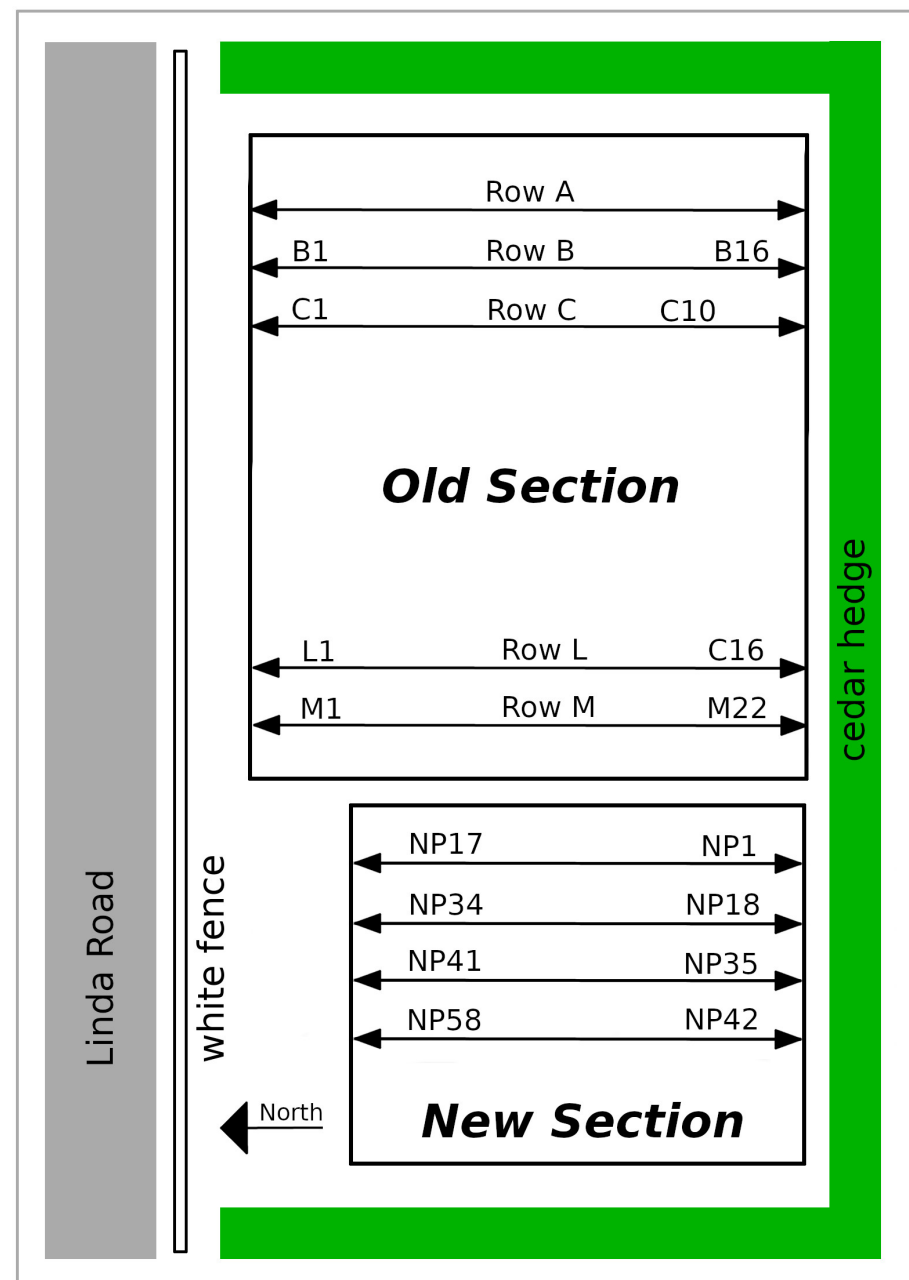 Row A
B1 Row B B16
C1 Row C C10
Old Section
L1 Row L C16
M1 Row M M22
NP17 NP1
NP34 NP18
NP41 NP35
NP58 NP42
New Section
North
Linda Road
white fence
cedar hedge